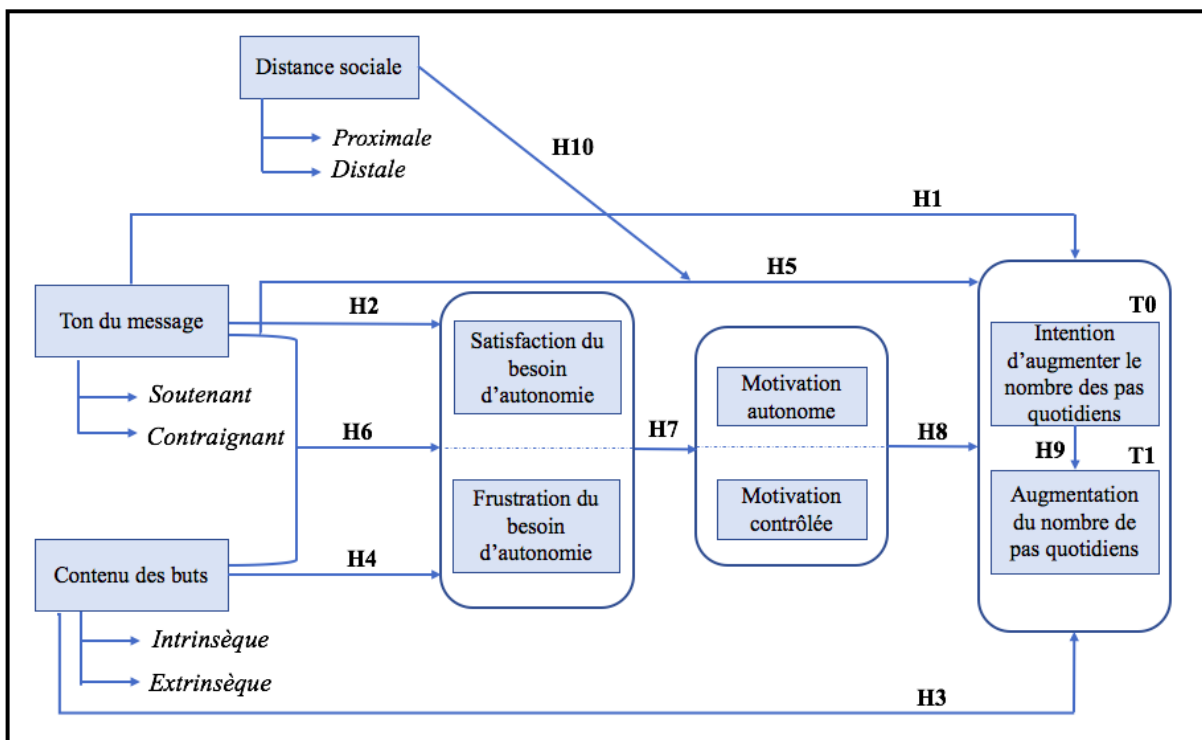 Distance sociale
Proximale
Distale
H10
H1
H5
Ton du message
H2
Soutenant
Contraignant
H6
Contenu des buts
H4
Intrinsèque
Extrinsèque
H3
Satisfaction du
besoin
d’autonomie
Frustration du
besoin
d’autonomie
H7
Motivation
autonome
Motivation
contrôlée
H8
T0
Intention
d’augmenter le
nombre des pas
quotidiens
H9
T1
Augmentation
du nombre de
pas quotidiens